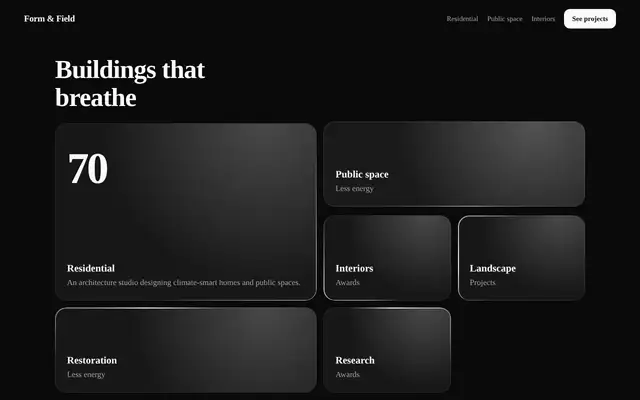 Form & Field
Residential
Public space
Interiors
See projects
Buildings that
breathe
70
Residential
An architecture studio designing climate-smart homes and public spaces.
Public space
Less energy
Interiors
Awards
Landscape
Projects
Restoration
Less energy
Research
Awards